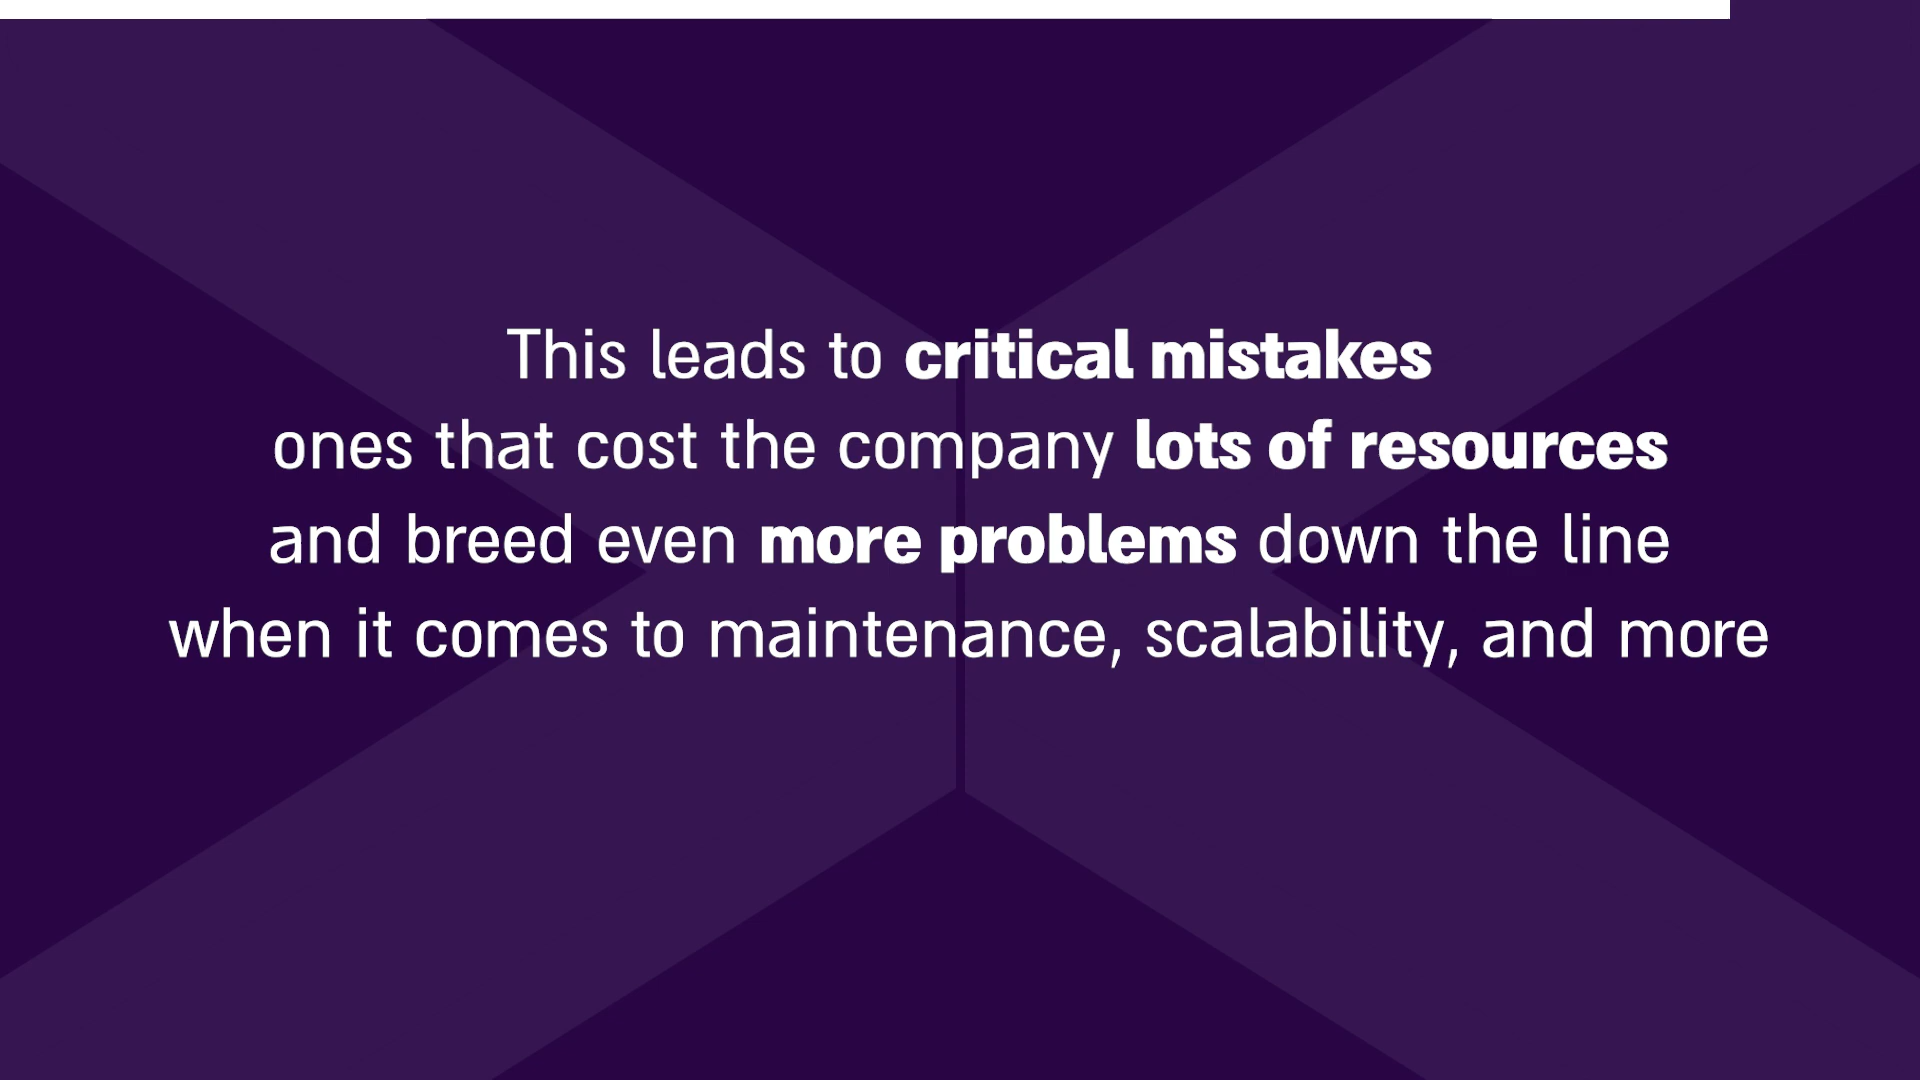 This leads to critical mistakes
ones that cost the company lots of resources
and breed even more problems down the line
when it comes to maintenance, scalability, and more